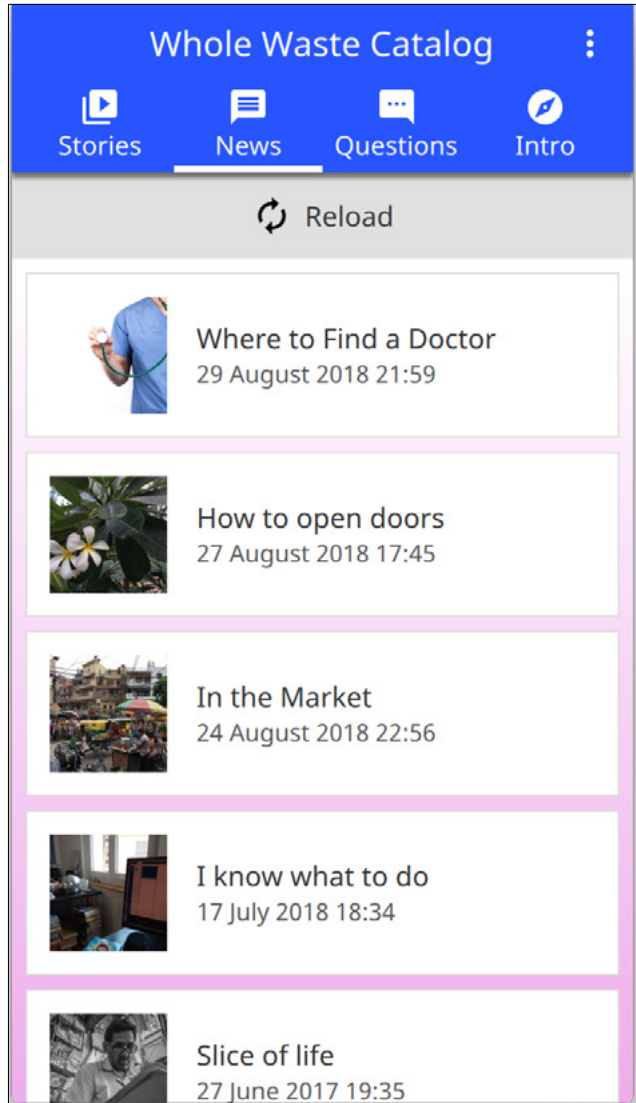 Whole Waste Catalog
Stories News Questions Intro
Reload
Where to Find a Doctor
29 August 2018 21:59
How to open doors
27 August 2018 17:45
In the Market
24 August 2018 22:56
I know what to do
17 July 2018 18:34
Slice of life
27 June 2017 19:35